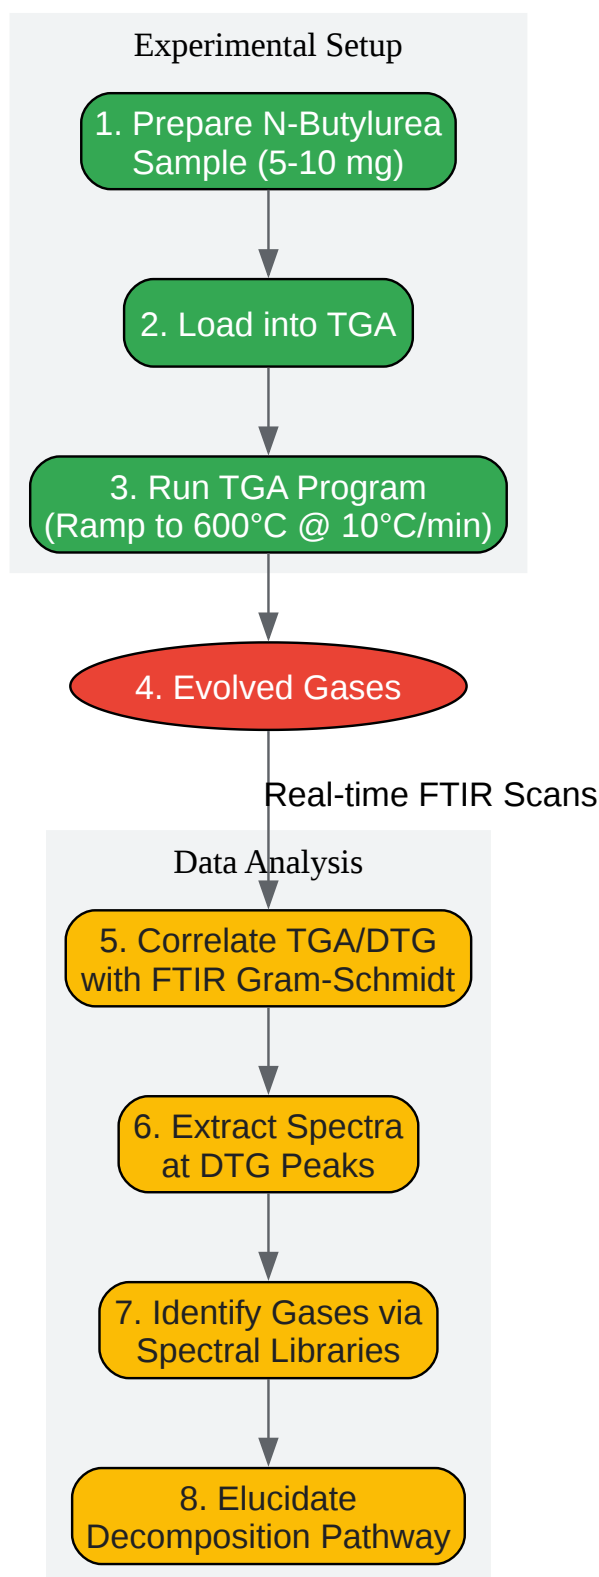 Experimental Setup
1. Prepare N-Butylurea
Sample (5-10 mg)
2. Load into TGA
3. Run TGA Program
(Ramp to 600°C @ 10°C/min)
4. Evolved Gases
Real-time FTIR Scans
Data Analysis
5. Correlate TGA/DTG
with FTIR Gram-Schmidt
6. Extract Spectra
at DTG Peaks
7. Identify Gases via
Spectral Libraries
8. Elucidate
Decomposition Pathway